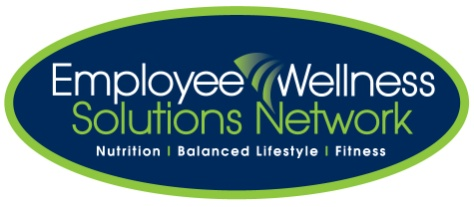 Employee Wellness
Solutions Network
Nutrition | Balanced Lifestyle | Fitness